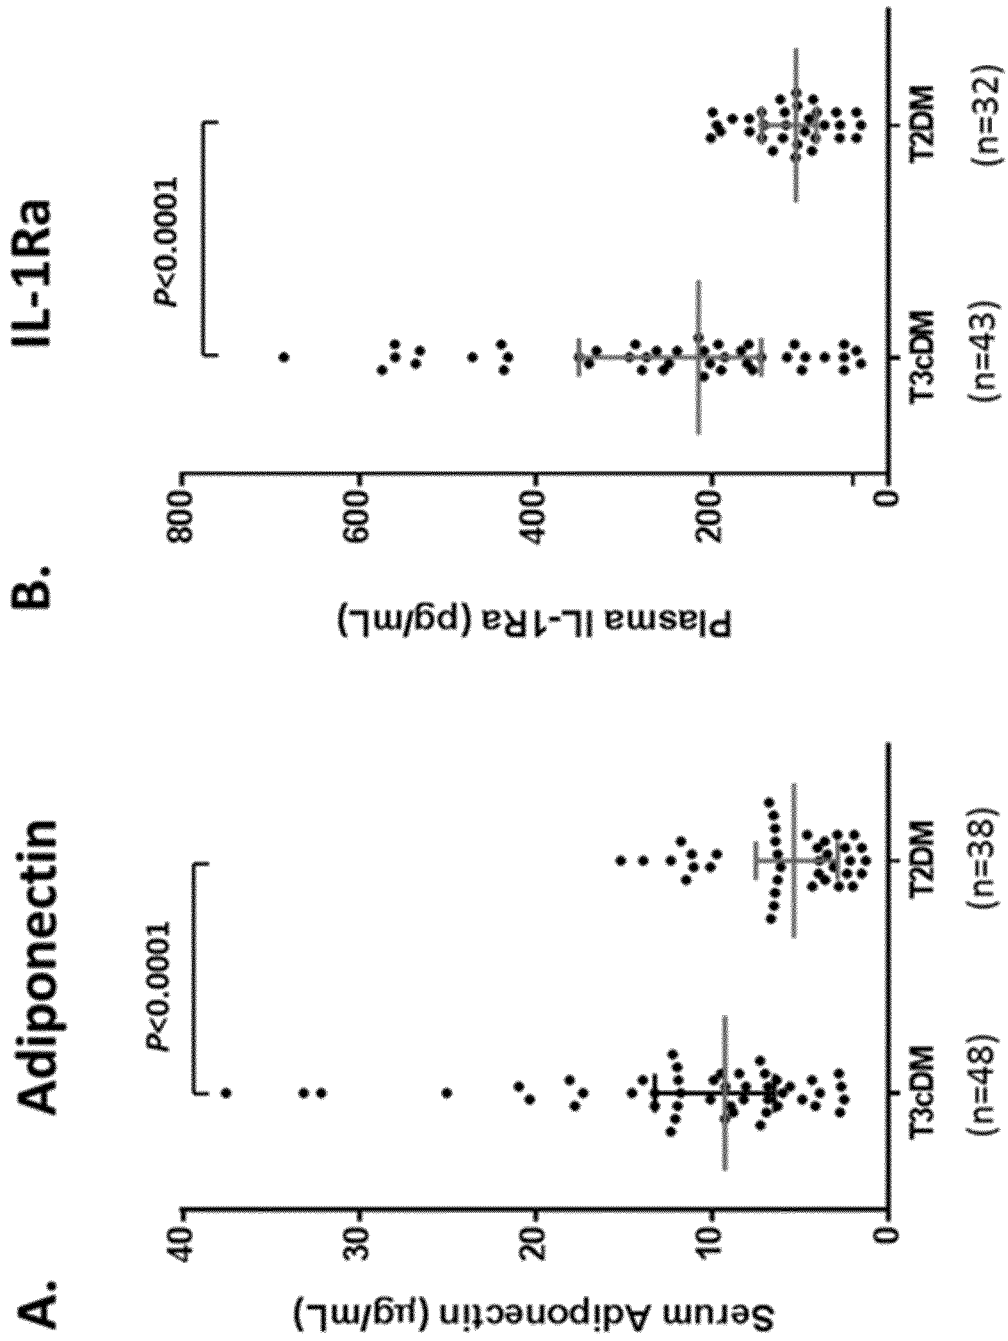 A. Adiponectin
Serum Adiponectin (µg/mL)
40
30
20
10
0
P<0.0001
T3cDM
T2DM
(n=48)
(n=38)
B. IL-1Ra
Plasma IL-1Ra (pg/mL)
800
600
400
200
0
P<0.0001
T3cDM
T2DM
(n=43)
(n=32)